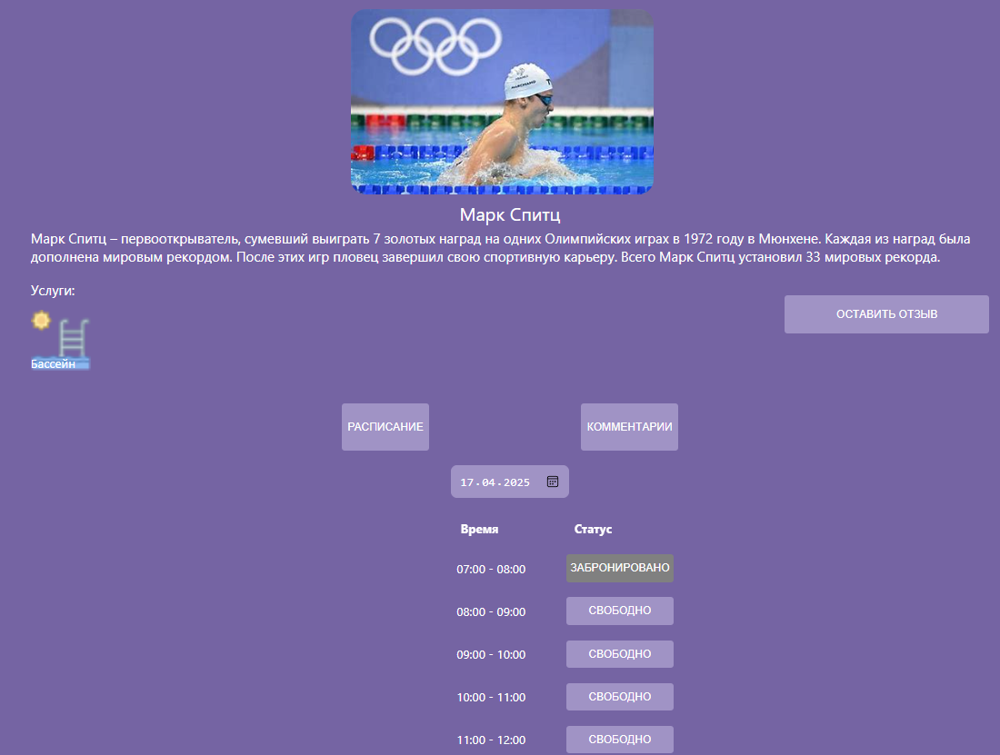 MARCHAND
Марк Спитц
Марк Спитц – первооткрыватель, сумевший выиграть 7 золотых наград на одних Олимпийских играх в 1972 году в Мюнхене. Каждая из наград была
дополнена мировым рекордом. После этих игр пловец завершил свою спортивную карьеру. Всего Марк Спитц установил 33 мировых рекорда.
Услуги:
ОСТАВИТЬ ОТЗЫВ
Бассейн
РАСПИСАНИЕ КОММЕНТАРИИ
17.04.2025
Время Статус
07:00 - 08:00 ЗАБРОНИРОВАНО
08:00 - 09:00 СВОБОДНО
09:00 - 10:00 СВОБОДНО
10:00 - 11:00 СВОБОДНО
11:00 - 12:00 СВОБОДНО